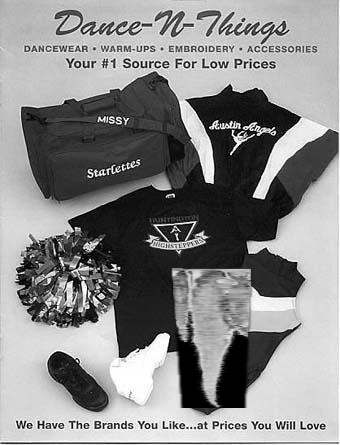 Dance-N-Things
DANCEWEAR • WARM-UPS • EMBROIDERY • ACCESSORIES
Your #1 Source For Low Prices
MISSY
Starlettes
Austin Angels
HUNTINGTON
A
HIGHSTEPPERS
We Have The Brands You Like...at Prices You Will Love